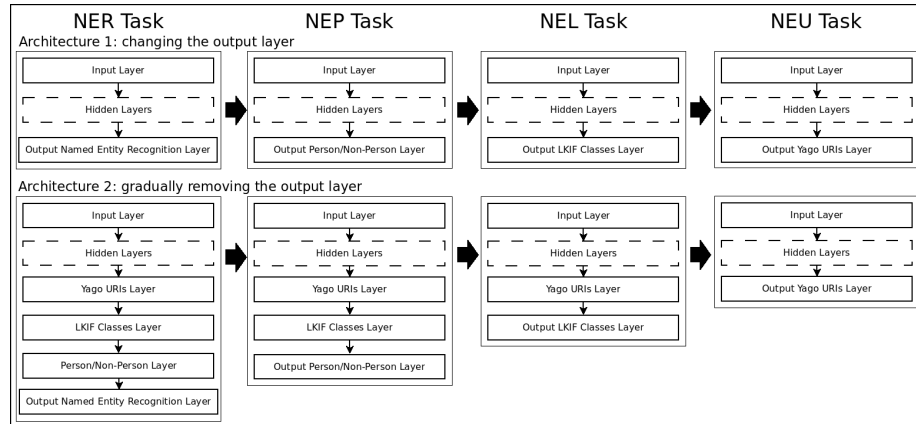 NER Task
NEP Task
NEL Task
NEU Task
Architecture 1: changing the output layer
Input Layer
Hidden Layers
Output Named Entity Recognition Layer
Input Layer
Hidden Layers
Output Person/Non-Person Layer
Input Layer
Hidden Layers
Output LKIF Classes Layer
Input Layer
Hidden Layers
Output Yago URIs Layer
Architecture 2: gradually removing the output layer
Input Layer
Hidden Layers
Yago URIs Layer
LKIF Classes Layer
Person/Non-Person Layer
Output Named Entity Recognition Layer
Input Layer
Hidden Layers
Yago URIs Layer
LKIF Classes Layer
Output Person/Non-Person Layer
Input Layer
Hidden Layers
Yago URIs Layer
Output LKIF Classes Layer
Input Layer
Hidden Layers
Output Yago URIs Layer